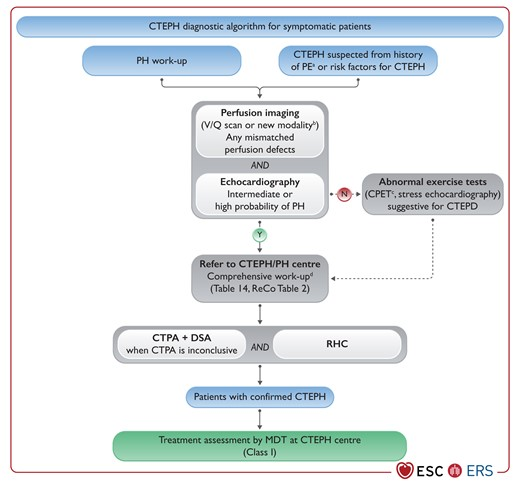 CTEPH diagnostic algorithm for symptomatic patients
PH work-up
CTEPH suspected from history
of PEᵃ or risk factors for CTEPH
Perfusion imaging
(V/Q scan or new modalityᵇ)
Any mismatched
perfusion defects
AND
Echocardiography
Intermediate or
high probability of PH
N
Abnormal exercise tests
(CPETᶜ, stress echocardiography)
suggestive for CTEPD
Y
Refer to CTEPH/PH centre
Comprehensive work-upᵈ
(Table 14, ReCo Table 2)
CTPA + DSA
when CTPA is inconclusive
AND
RHC
Patients with confirmed CTEPH
Treatment assessment by MDT at CTEPH centre
(Class I)
ESC ERS